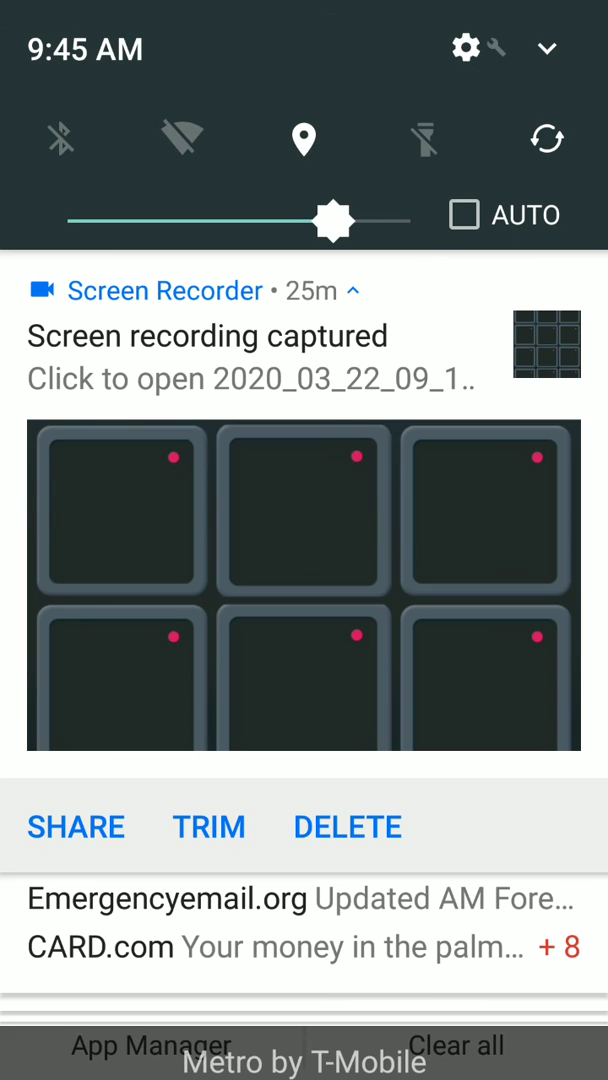 9:45 AM
AUTO
Screen Recorder • 25m
Screen recording captured
Click to open 2020_03_22_09_1..
SHARE TRIM DELETE
Emergencyemail.org Updated AM Fore...
CARD.com Your money in the palm... + 8
App Manager Clear all
Metro by T-Mobile